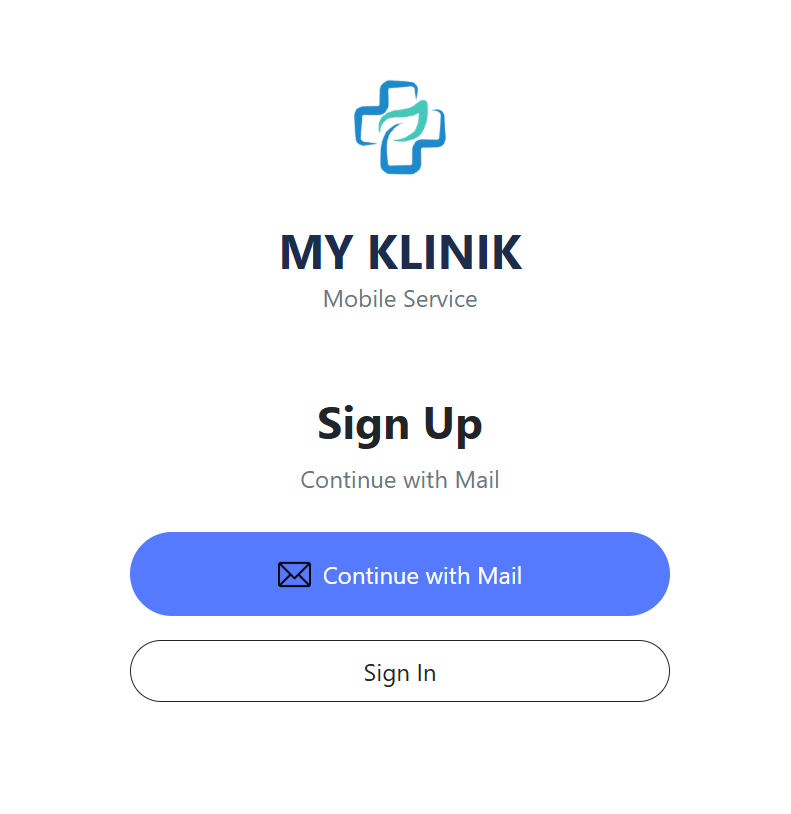 MY KLINIK
Mobile Service
Sign Up
Continue with Mail
Continue with Mail
Sign In